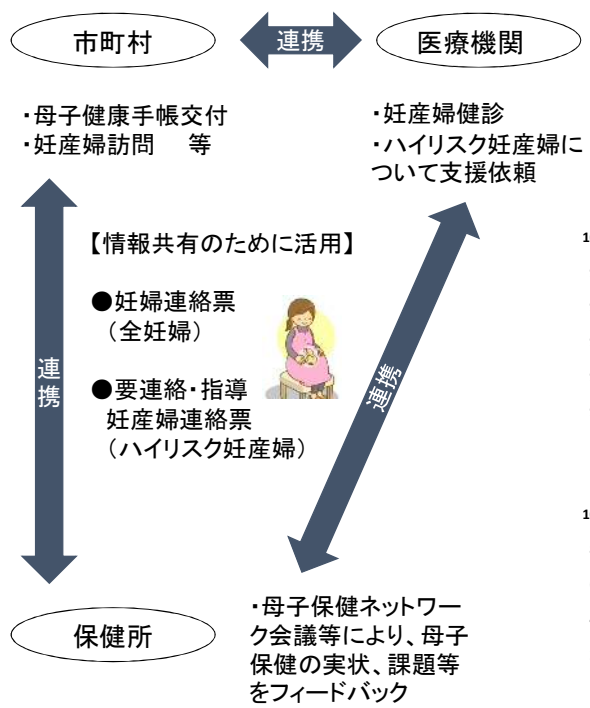 市町村
連携
医療機関
・母子健康手帳交付
・妊産婦訪問　等
・妊産婦健診
・ハイリスク妊産婦に
ついて支援依頼
【情報共有のために活用】
●妊婦連絡票
（全妊婦）
●要連絡・指導
妊産婦連絡票
（ハイリスク妊産婦）
連携
連携
保健所
・母子保健ネットワー
ク会議等により、母子
保健の実状、課題等
をフィードバック